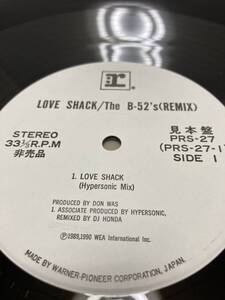 LOVE SHACK/The B-52's(REMIX)
STEREO
33⅓R.P.M
非売品
見本盤
PRS-27
(PRS-27-1)
SIDE 1
1. LOVE SHACK
(Hypersonic Mix)
PRODUCED BY DON WAS
1. ASSOCIATE PRODUCED BY HYPERSONIC,
REMIXED BY DJ HONDA
Ⓟ1989,1990 WEA International Inc.
MADE BY WARNER-PIONEER CORPORATION, JAPAN